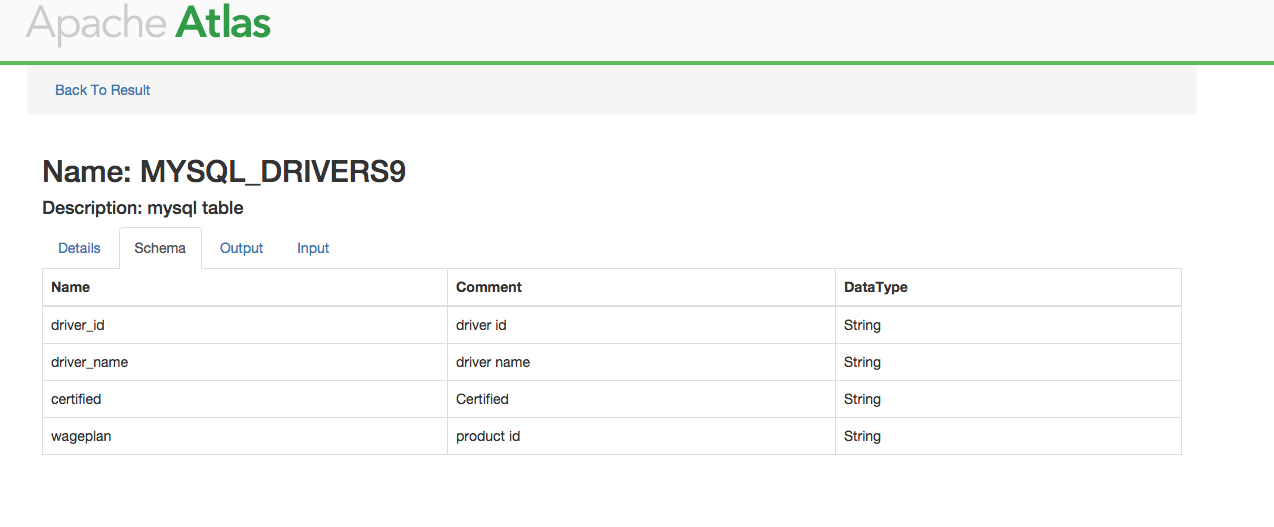 Apache Atlas
Back To Result
Name: MYSQL_DRIVERS9
Description: mysql table
Details Schema Output Input
Name Comment DataType
driver_id driver id String
driver_name driver name String
certified Certified String
wageplan product id String